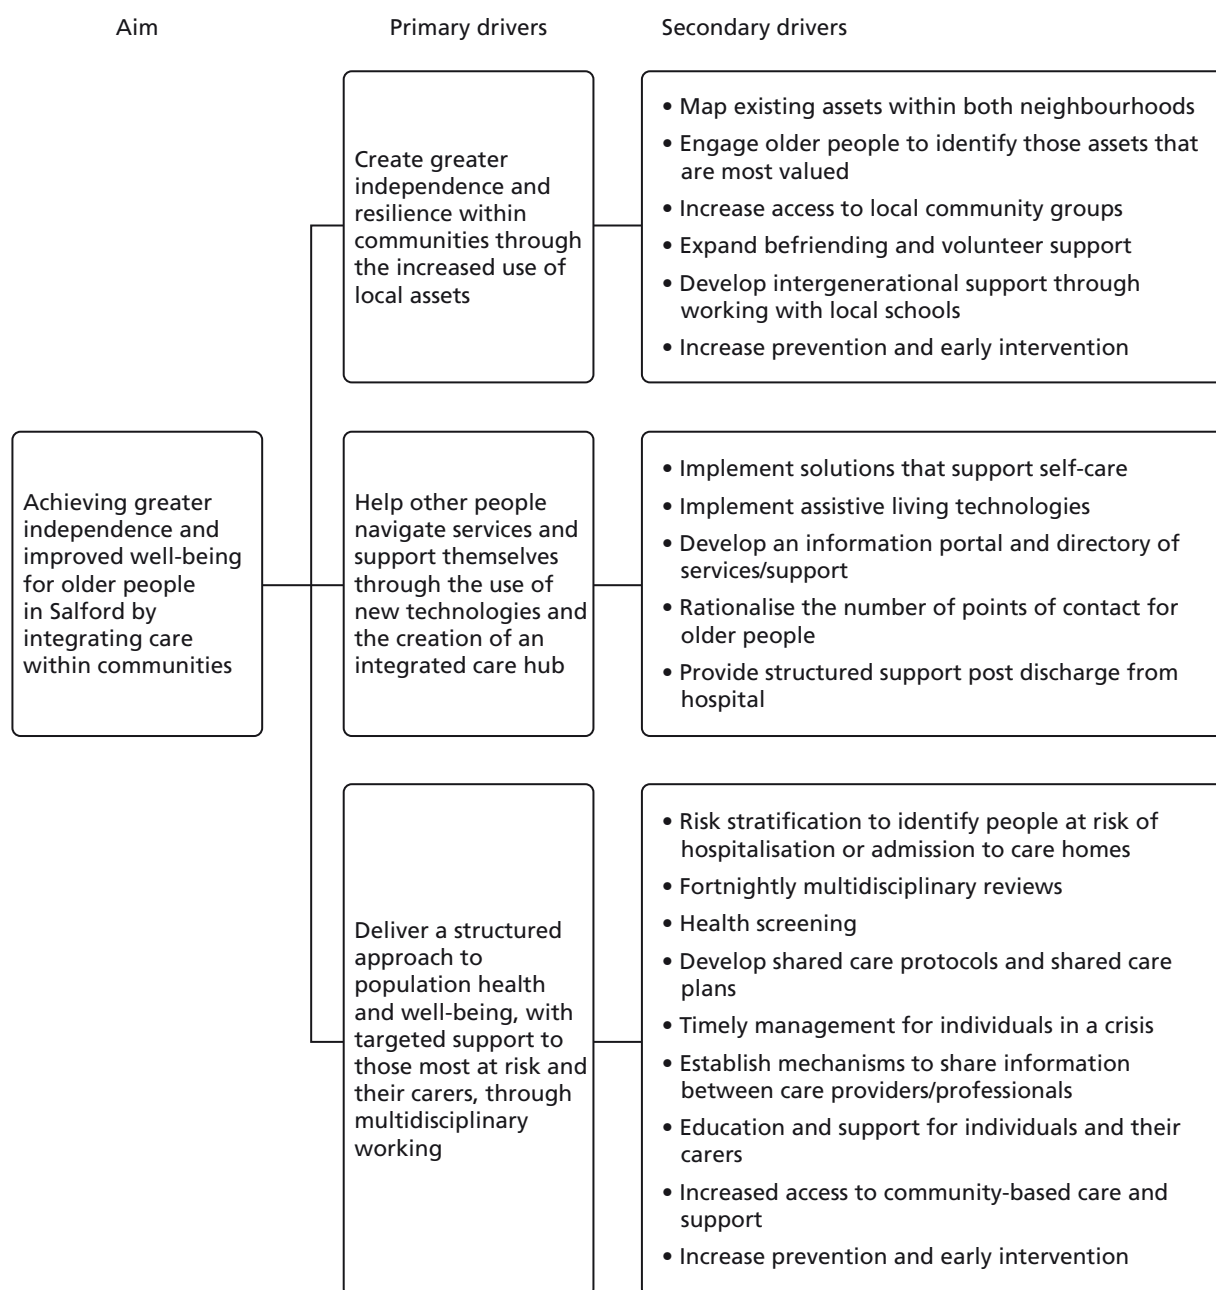 Aim
Primary drivers
Secondary drivers
Achieving greater
independence and
improved well-being
for older people
in Salford by
integrating care
within communities
Create greater
independence and
resilience within
communities through
the increased use of
local assets
• Map existing assets within both neighbourhoods
• Engage older people to identify those assets that
are most valued
• Increase access to local community groups
• Expand befriending and volunteer support
• Develop intergenerational support through
working with local schools
• Increase prevention and early intervention
Help other people
navigate services and
support themselves
through the use of
new technologies and
the creation of an
integrated care hub
• Implement solutions that support self-care
• Implement assistive living technologies
• Develop an information portal and directory of
services/support
• Rationalise the number of points of contact for
older people
• Provide structured support post discharge from
hospital
Deliver a structured
approach to
population health
and well-being, with
targeted support to
those most at risk and
their carers, through
multidisciplinary
working
• Risk stratification to identify people at risk of
hospitalisation or admission to care homes
• Fortnightly multidisciplinary reviews
• Health screening
• Develop shared care protocols and shared care
plans
• Timely management for individuals in a crisis
• Establish mechanisms to share information
between care providers/professionals
• Education and support for individuals and their
carers
• Increased access to community-based care and
support
• Increase prevention and early intervention